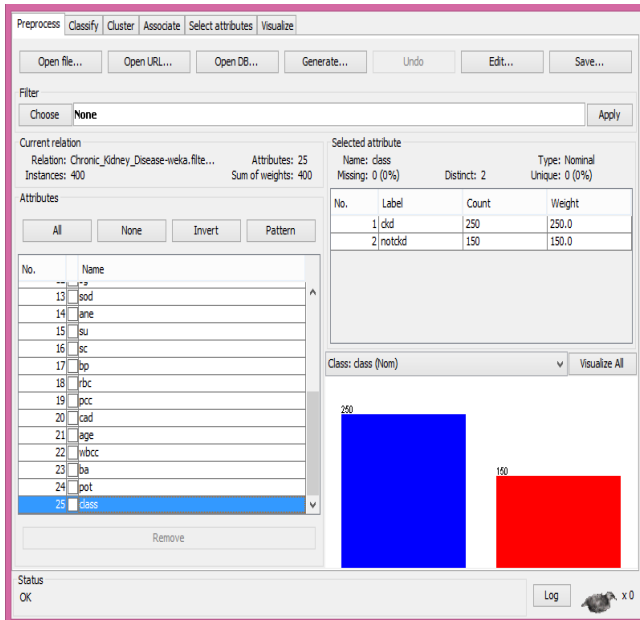 Preprocess Classify Cluster Associate Select attributes Visualize
Open file... Open URL... Open DB... Generate... Undo Edit... Save...
Filter
Choose None Apply
Current relation
Relation: Chronic_Kidney_Disease-weka.filte... Attributes: 25
Instances: 400 Sum of weights: 400
Attributes
All None Invert Pattern
No. Name
13 sod
14 ane
15 su
16 sc
17 bp
18 rbc
19 pcc
20 cad
21 age
22 wbcc
23 ba
24 pot
25 class
Remove
Selected attribute
Name: class Type: Nominal
Missing: 0 (0%) Distinct: 2 Unique: 0 (0%)
No. Label Count Weight
1 ckd 250 250.0
2 notckd 150 150.0
Class: class (Nom) Visualize All
250
150
Status
OK
Log x 0